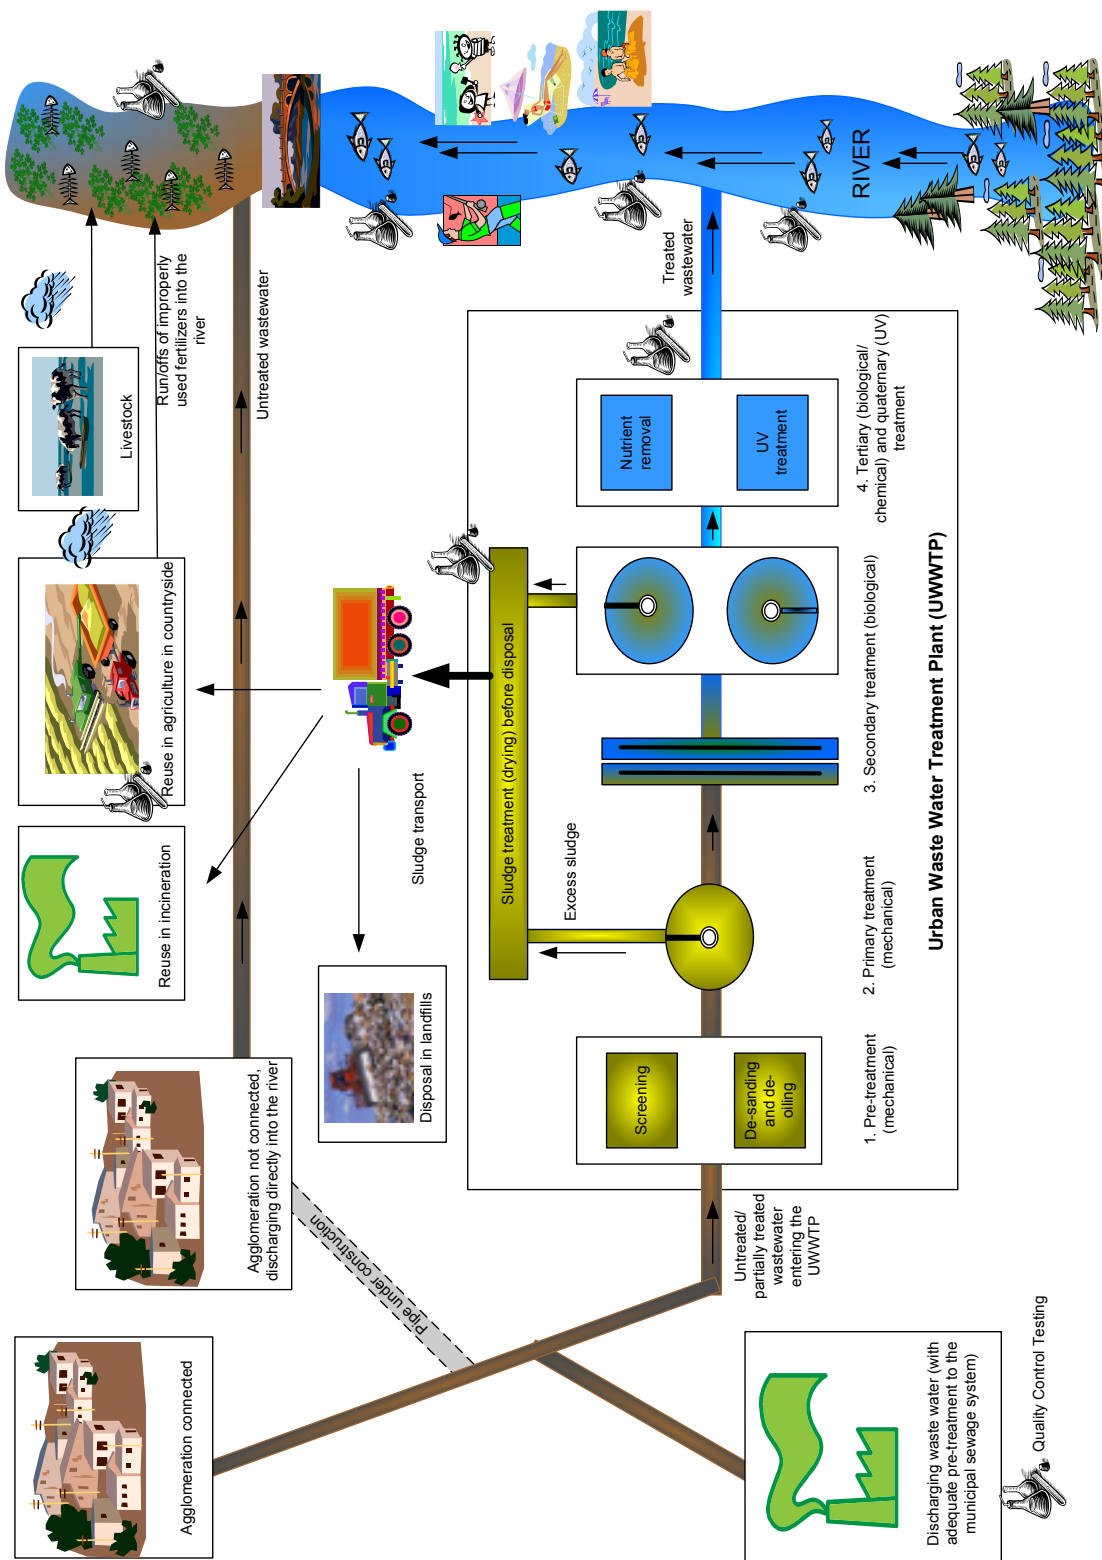 Agglomeration connected
Agglomeration not connected,
discharging directly into the river
Pipe under construction
Discharging waste water (with
adequate pre-treatment to the
municipal sewage system)
Quality Control Testing
Untreated/
partially treated
wastewater
entering the
UWWTP
Reuse in incineration
Reuse in agriculture in countryside
Livestock
Run/offs of improperly
used fertilizers into the
river
Untreated wastewater
Disposal in landfills
Sludge transport
Sludge treatment (drying) before disposal
Excess sludge
Screening
De-sanding
and de-
oiling
1. Pre-treatment
(mechanical)
2. Primary treatment
(mechanical)
3. Secondary treatment (biological)
Nutrient
removal
UV
treatment
4. Tertiary (biological/
chemical) and quaternary (UV)
treatment
Urban Waste Water Treatment Plant (UWWTP)
Treated
wastewater
RIVER